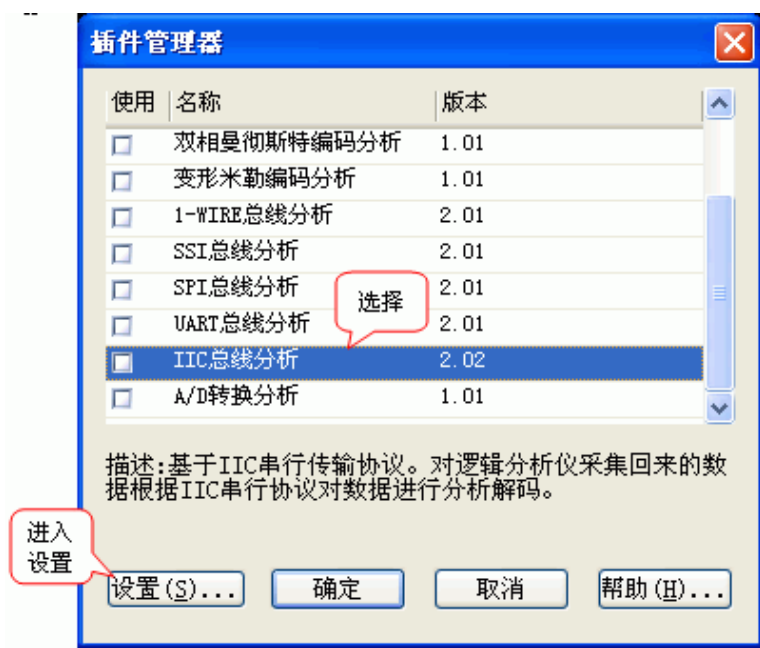 插件管理器
使用 名称 版本
双相曼彻斯特编码分析 1.01
变形米勒编码分析 1.01
1-WIRE总线分析 2.01
SSI总线分析 2.01
SPI总线分析 2.01
选择
UART总线分析 2.01
IIC总线分析 2.02
A/D转换分析 1.01
描述:基于IIC串行传输协议。对逻辑分析仪采集回来的数
据根据IIC串行协议对数据进行分析解码。
进入
设置
设置(S)... 确定 取消 帮助(H)...